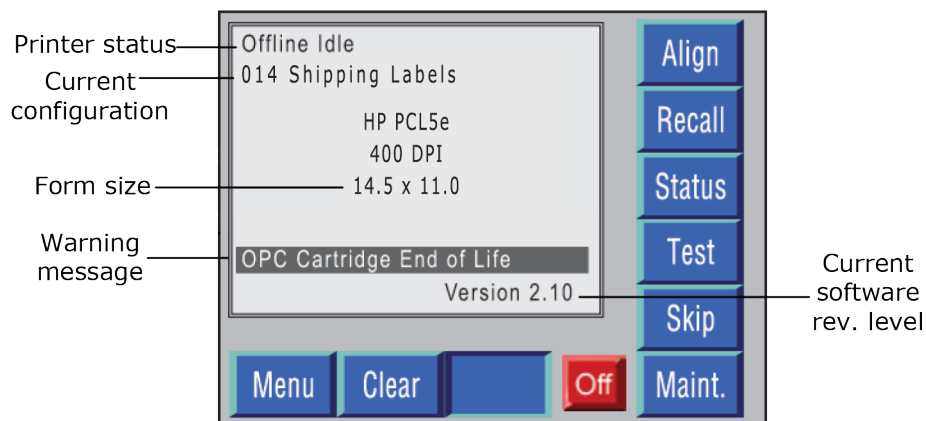 Printer status
Offline Idle
Current
configuration
014 Shipping Labels
HP PCL5e
400 DPI
Form size
14.5 x 11.0
Warning
message
OPC Cartridge End of Life
Version 2.10
Current
software
rev. level
Align
Recall
Status
Test
Skip
Menu
Clear
Off
Maint.